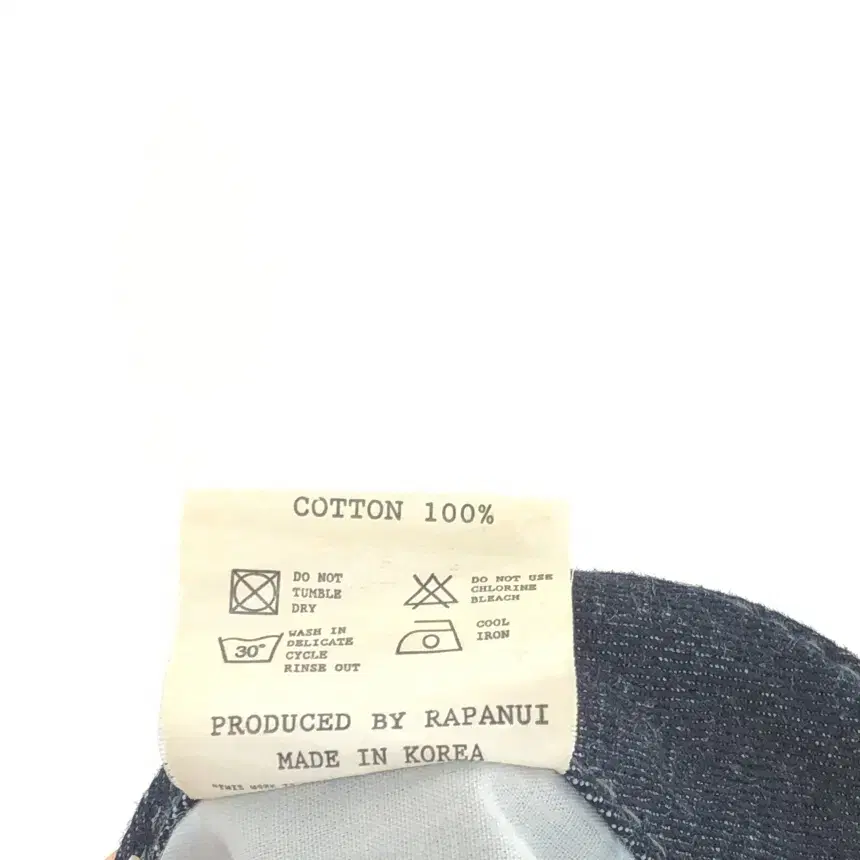 COTTON 100%
DO NOT
TUMBLE
DRY
DO NOT USE
CHLORINE
BLEACH
30°
WASH IN
DELICATE
CYCLE
RINSE OUT
COOL
IRON
PRODUCED BY RAPANUI
MADE IN KOREA